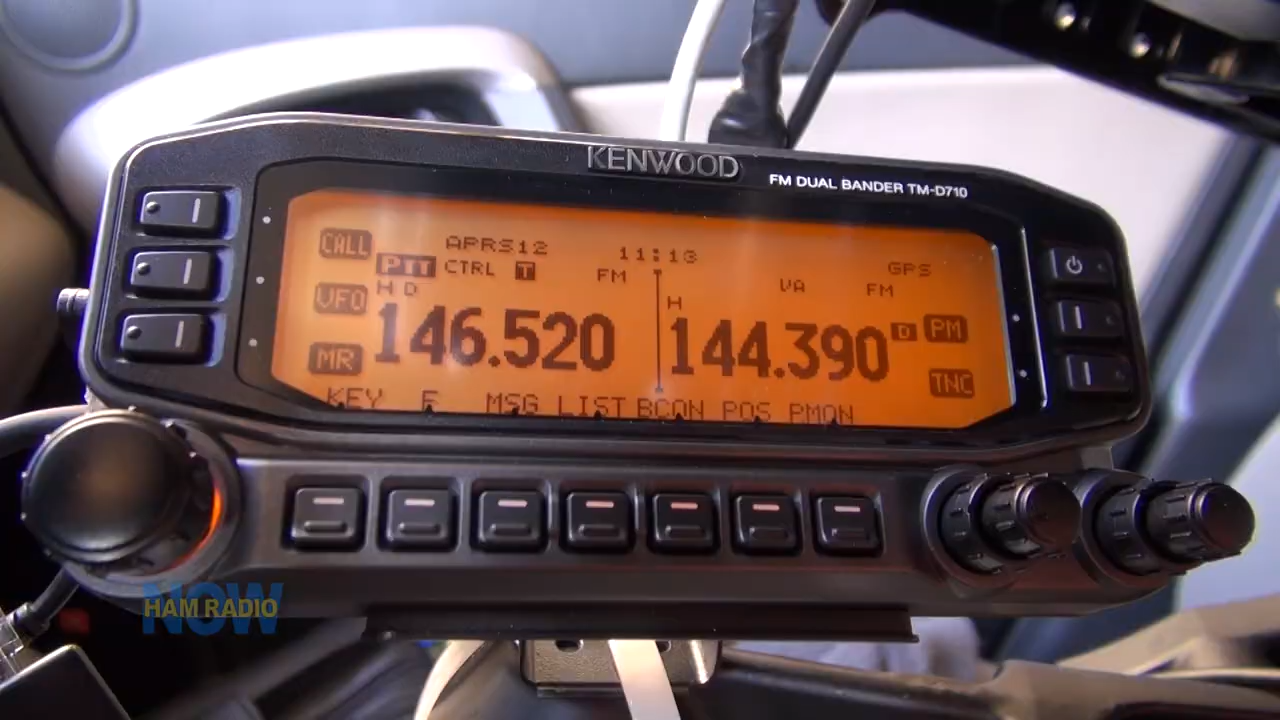 KENWOOD
FM DUAL BANDER TM-D710
CALL APRS12 11:18 GPS
PTT CTRL T FM VA FM
VFO H D H
146.520 144.390 D PM
MR TNC
KEY F MSG LIST BCON POS PMON
NOW
HAM RADIO